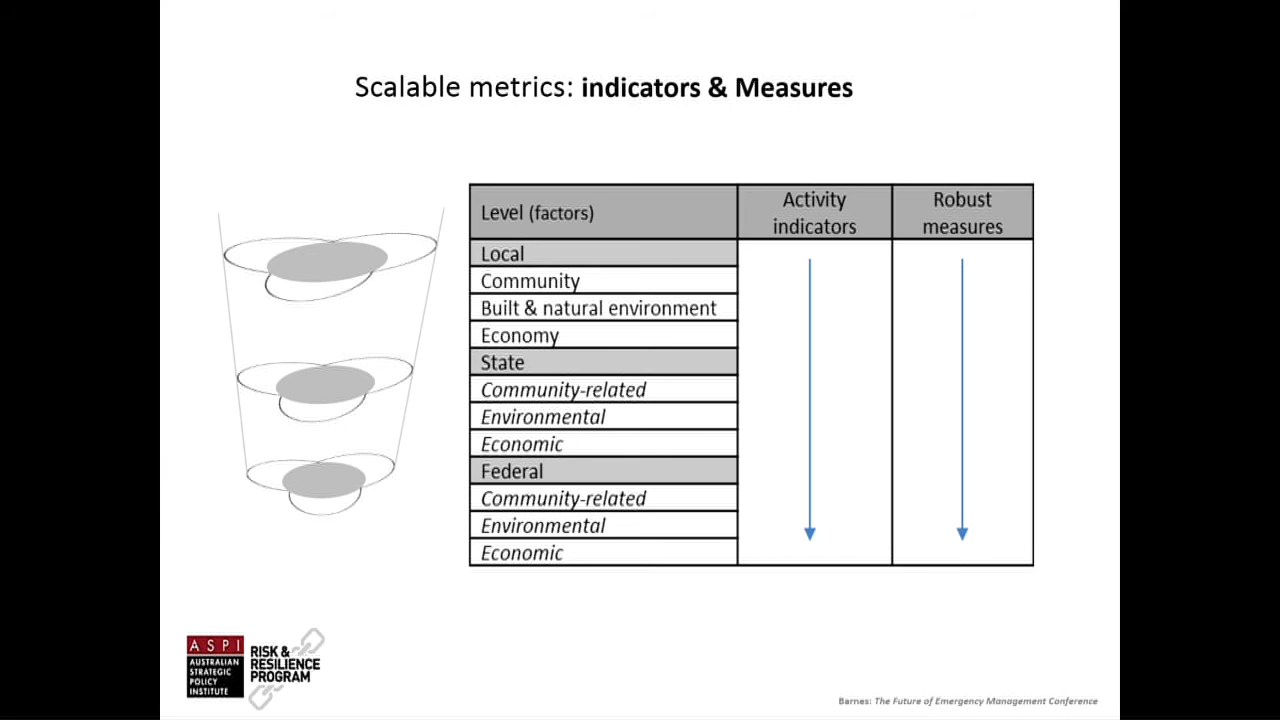 Scalable metrics: indicators & Measures
Level (factors)
Activity
indicators
Robust
measures
Local
Community
Built & natural environment
Economy
State
Community-related
Environmental
Economic
Federal
Community-related
Environmental
Economic
ASPI
AUSTRALIAN
STRATEGIC
POLICY
INSTITUTE
RISK &
RESILIENCE
PROGRAM
Barnes: The Future of Emergency Management Conference